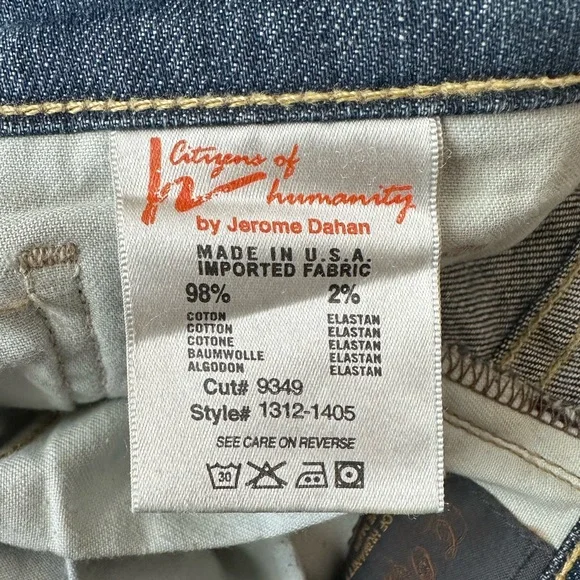 Citizens of
humanity
by Jerome Dahan
MADE IN U.S.A.
IMPORTED FABRIC
98% 2%
COTON ELASTAN
COTTON ELASTAN
COTONE ELASTAN
BAUMWOLLE ELASTAN
ALGODON ELASTAN
Cut# 9349
Style# 1312-1405
SEE CARE ON REVERSE
30